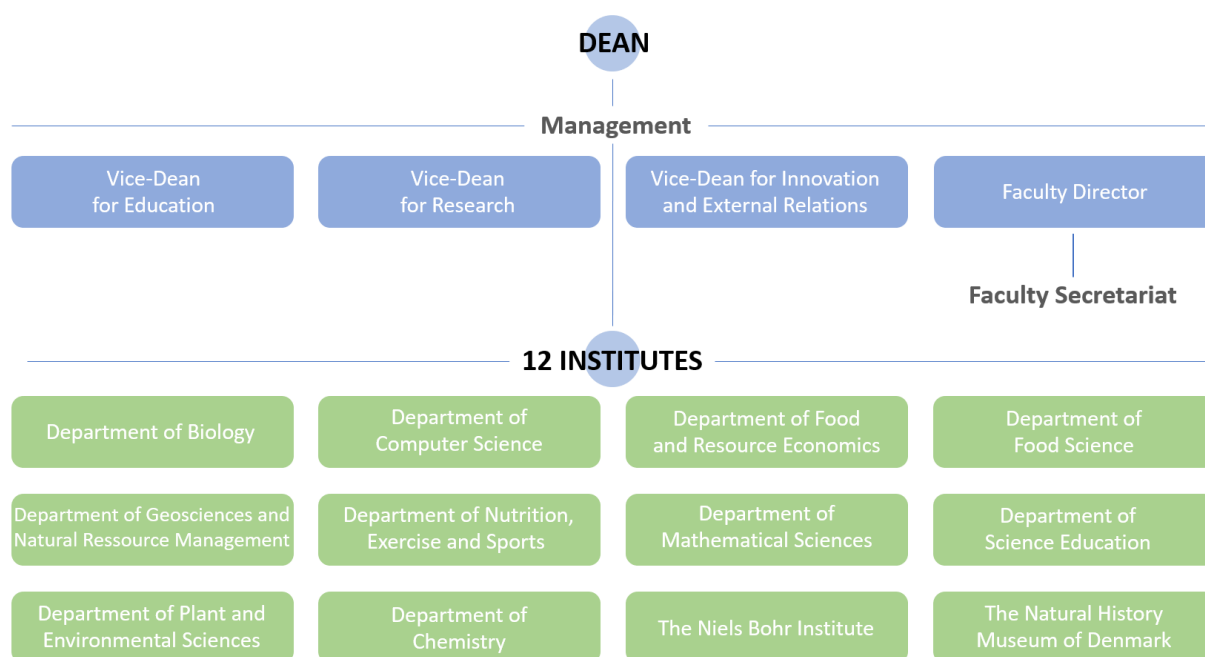 DEAN
Management
Vice-Dean
for Education
Vice-Dean
for Research
Vice-Dean for Innovation
and External Relations
Faculty Director
Faculty Secretariat
12 INSTITUTES
Department of Biology
Department of
Computer Science
Department of Food
and Resource Economics
Department of
Food Science
Department of Geosciences and
Natural Ressource Management
Department of Nutrition,
Exercise and Sports
Department of
Mathematical Sciences
Department of
Science Education
Department of Plant and
Environmental Sciences
Department of
Chemistry
The Niels Bohr Institute
The Natural History
Museum of Denmark